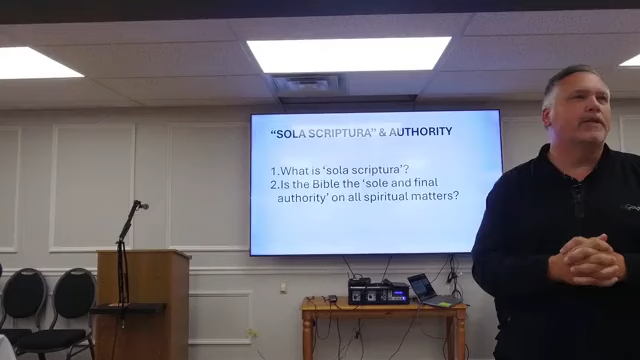 "SOLA SCRIPTURA" & AUTHORITY
1.What is 'sola scriptura'?
2.Is the Bible the 'sole and final
authority' on all spiritual matters?